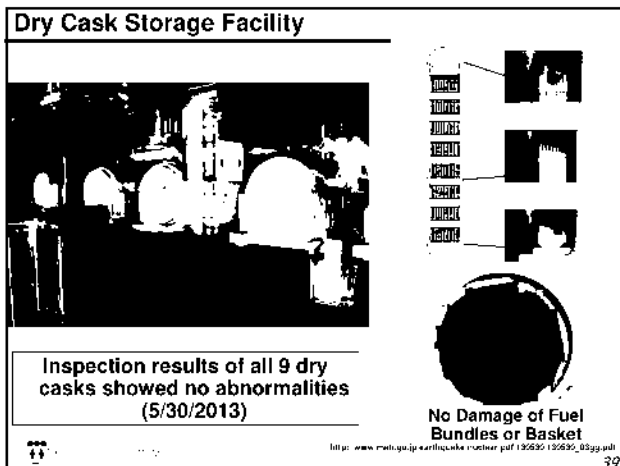 Dry Cask Storage Facility
Inspection results of all 9 dry
casks showed no abnormalities
(5/30/2013)
No Damage of Fuel
Bundles or Basket
39